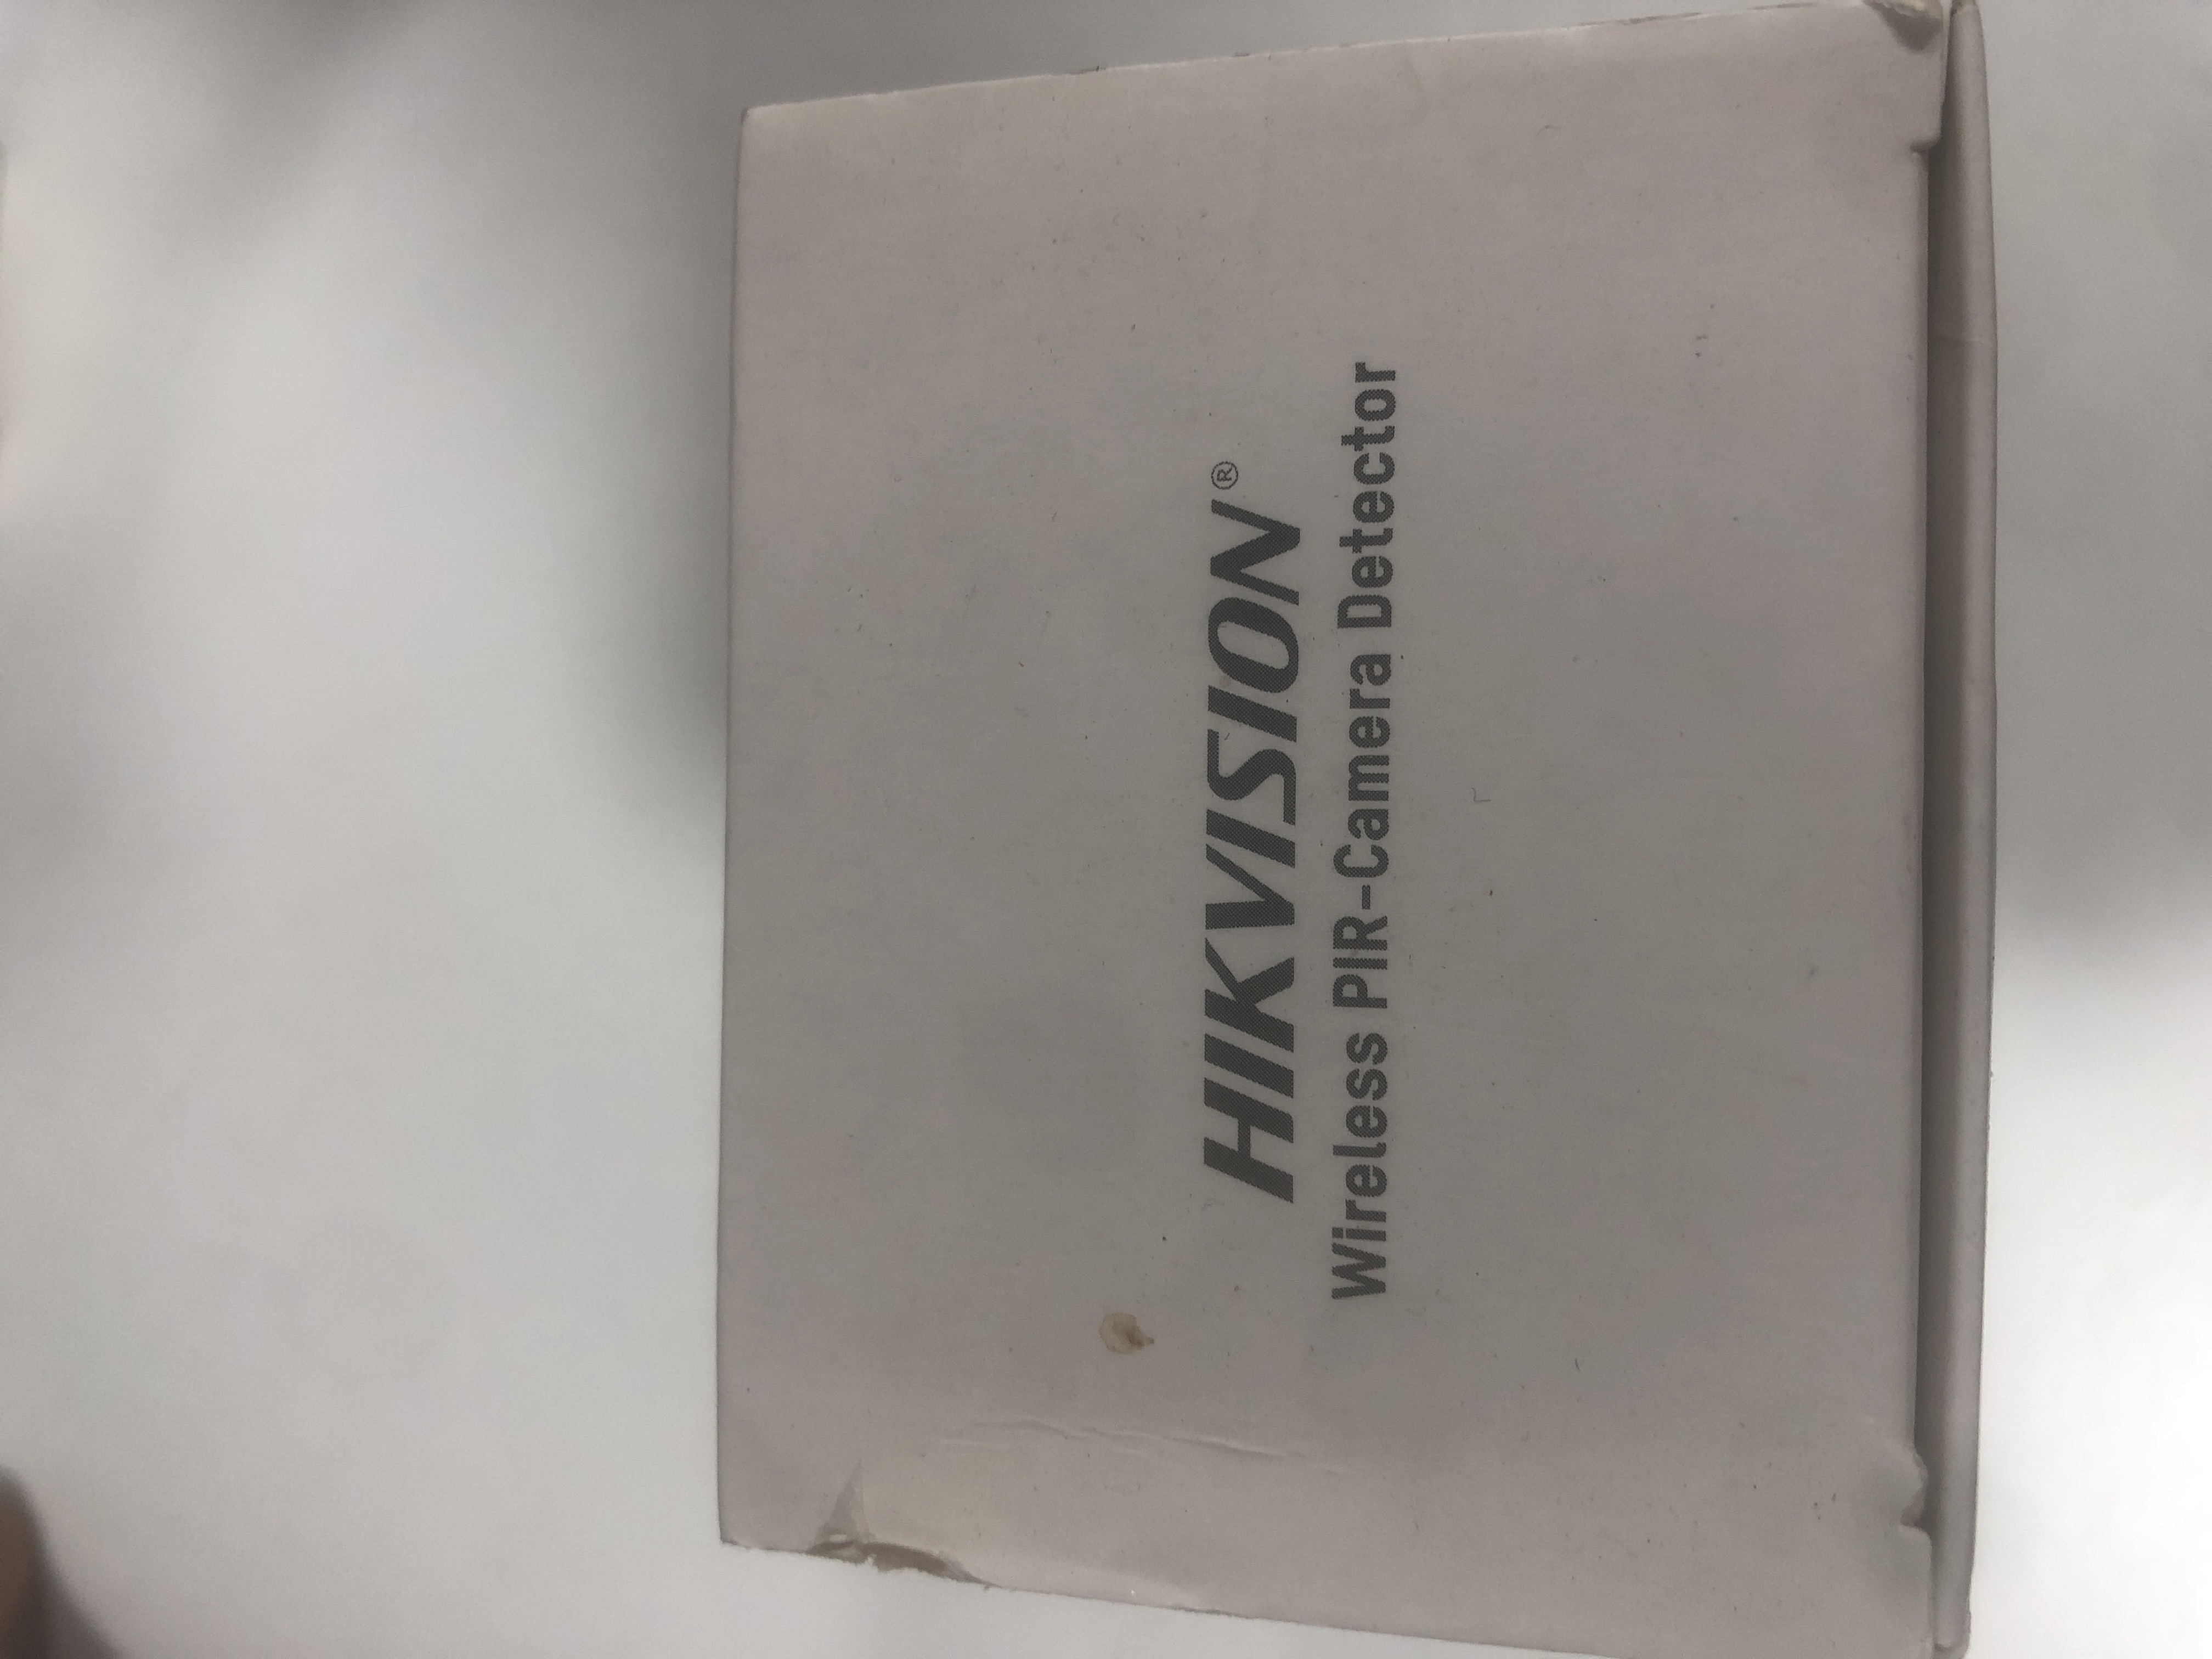 HIKVISION®
Wireless PIR-Camera Detector